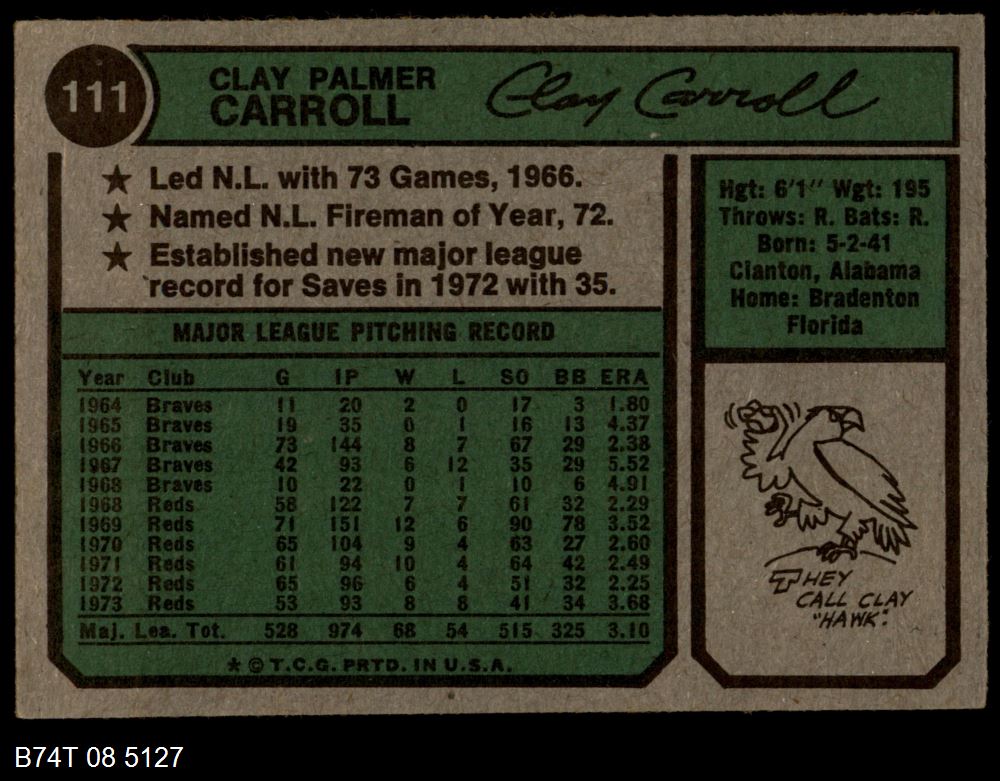 111
CLAY PALMER
CARROLL
Clay Carroll
★ Led N.L. with 73 Games, 1966.
★ Named N.L. Fireman of Year, 72.
★ Established new major league
record for Saves in 1972 with 35.
Hgt: 6'1" Wgt: 195
Throws: R. Bats: R.
Born: 5-2-41
Clanton, Alabama
Home: Bradenton
Florida
MAJOR LEAGUE PITCHING RECORD
Year Club G IP W L SO BB ERA
1964 Braves 11 20 2 0 17 3 1.80
1965 Braves 19 35 0 1 16 13 4.37
1966 Braves 73 144 8 7 67 29 2.38
1967 Braves 42 93 6 12 35 29 5.52
1968 Braves 10 22 0 1 10 6 4.91
1968 Reds 58 122 7 7 61 32 2.29
1969 Reds 71 151 12 6 90 78 3.52
1970 Reds 65 104 9 4 63 27 2.60
1971 Reds 61 94 10 4 64 42 2.49
1972 Reds 65 96 6 4 51 32 2.25
1973 Reds 53 93 8 8 41 34 3.68
Maj. Lea. Tot. 528 974 68 54 515 325 3.10
★ © T.C.G. PRTD. IN U.S.A.
THEY
CALL CLAY
"HAWK".
B74T 08 5127